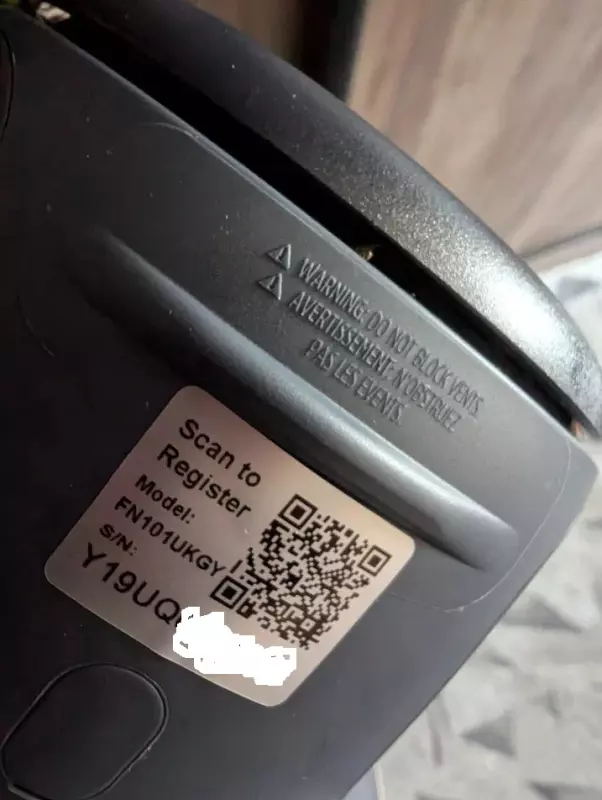 WARNING: DO NOT BLOCK VENTS.
AVERTISSEMENT: N'OBSTRUEZ
PAS LES EVENTS.
Scan to
Register
Model:
FN101UKGY
S/N:
Y19UQ